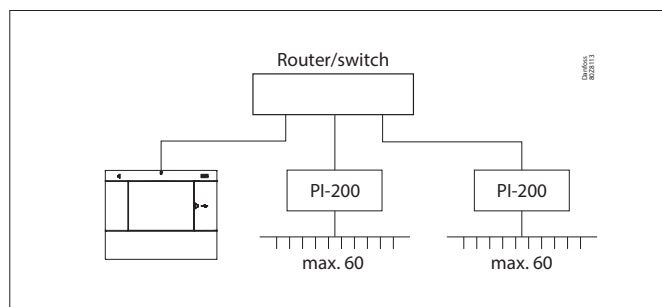 Router/switch
Danfoss
80Z8113
PI-200
PI-200
max. 60
max. 60